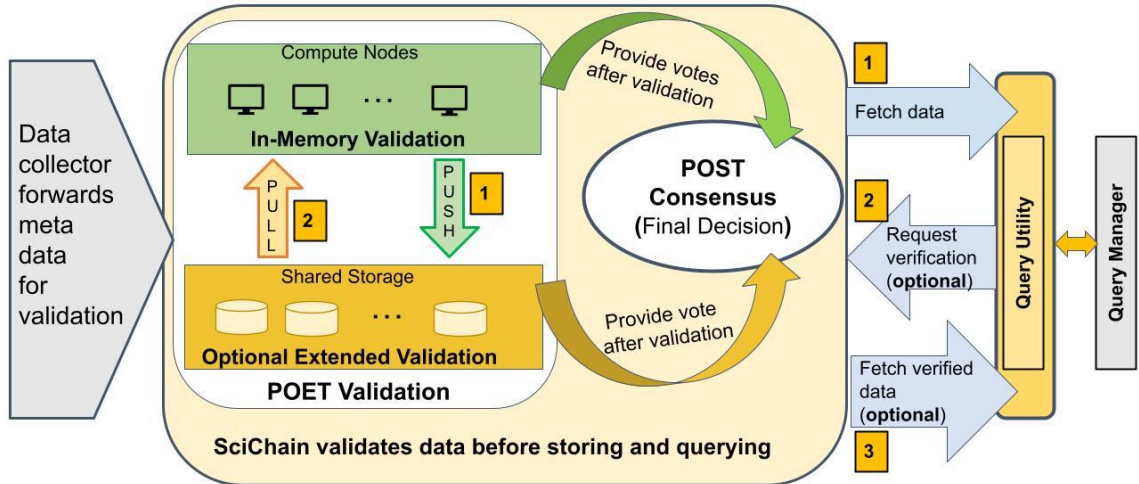 Data
collector
forwards
meta
data
for
validation
Compute Nodes
...
In-Memory Validation
PULL
2
PUSH
1
Shared Storage
...
Optional Extended Validation
POET Validation
Provide votes
after validation
POST
Consensus
(Final Decision)
Provide vote
after validation
SciChain validates data before storing and querying
1
Fetch data
2
Request
verification
(optional)
Fetch verified
data
(optional)
3
Query Utility
Query Manager